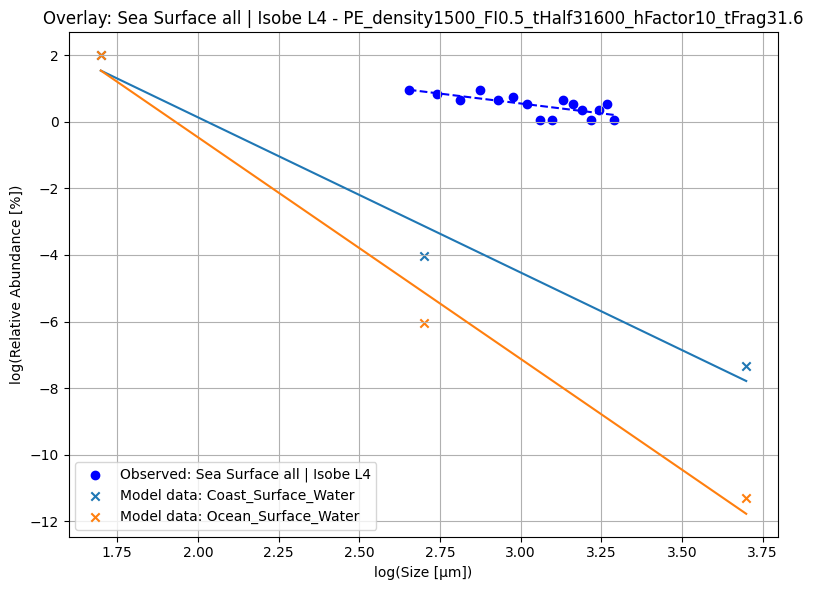 Overlay: Sea Surface all | Isobe L4 - PE_density1500_FI0.5_tHalf31600_hFactor10_tFrag31.6
log(Relative Abundance [%])
2
0
−2
−4
−6
−8
−10
−12
Observed: Sea Surface all | Isobe L4
Model data: Coast_Surface_Water
Model data: Ocean_Surface_Water
1.75 2.00 2.25 2.50 2.75 3.00 3.25 3.50 3.75
log(Size [µm])